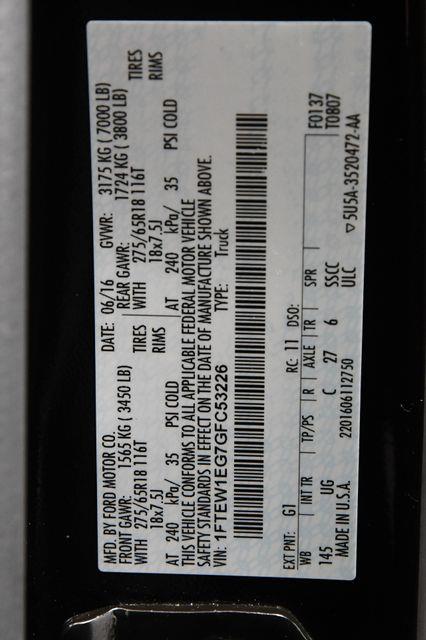 MFD BY FORD MOTOR CO. DATE: 06/16 GVWR: 3175 KG ( 7000 LB)
FRONT GAWR: 1565 KG ( 3450 LB) REAR GAWR: 1724 KG ( 3800 LB)
WITH 275/65R18 116T TIRES WITH 275/65R18 116T TIRES
18x7.5J RIMS 18x7.5J RIMS
AT 240 kPa/ 35 PSI COLD AT 240 kPa/ 35 PSI COLD
THIS VEHICLE CONFORMS TO ALL APPLICABLE FEDERAL MOTOR VEHICLE
SAFETY STANDARDS IN EFFECT ON THE DATE OF MANUFACTURE SHOWN ABOVE.
VIN: 1FTEW1EG7GFC53226 TYPE: Truck
EXT PNT: G1 RC: 11 DSO: F0137
T0807
WB INT TR TP/PS R AXLE TR SPR
145 UG C 27 6 SSCC
ULC
MADE IN U.S.A. 2201606112750 ▽5U5A-3520472-AA